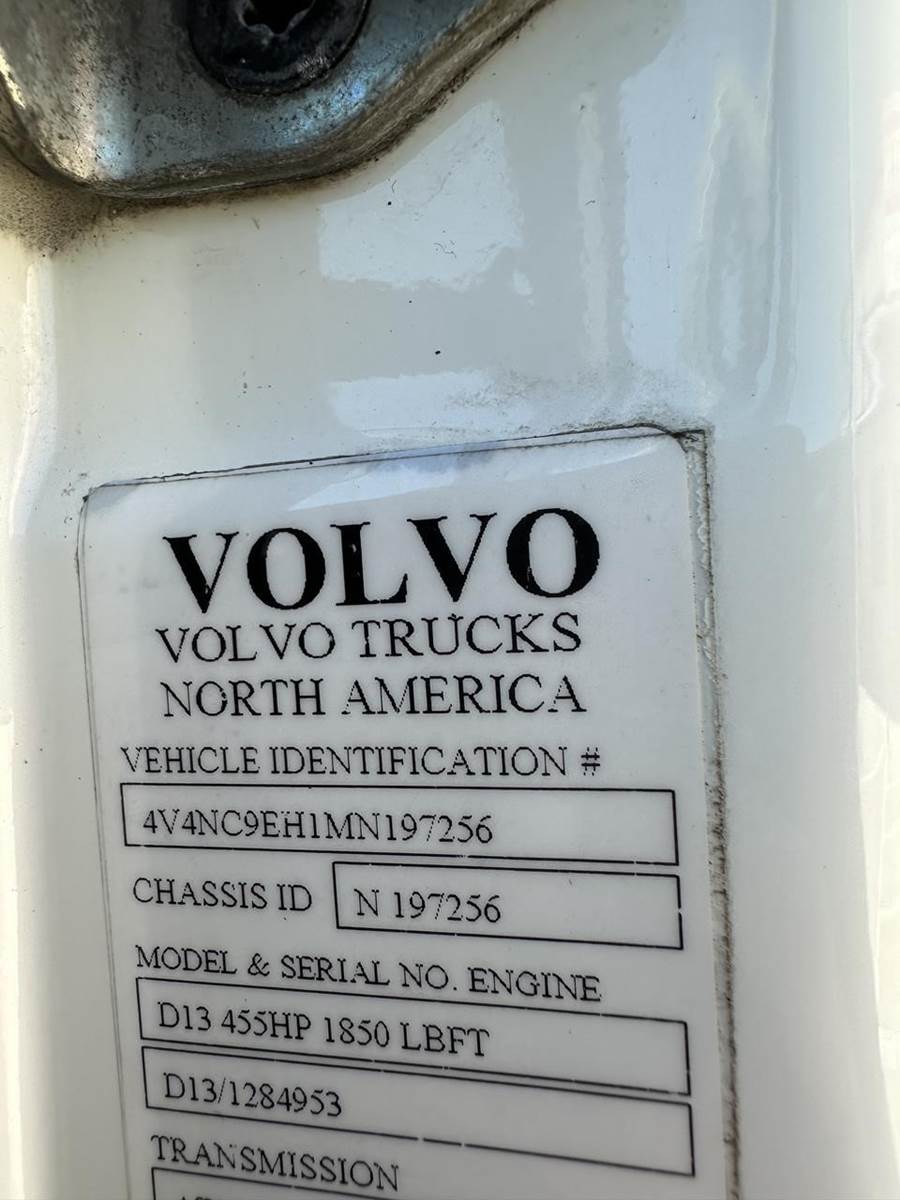 VOLVO
VOLVO TRUCKS
NORTH AMERICA
VEHICLE IDENTIFICATION #
4V4NC9EH1MN197256
CHASSIS ID N 197256
MODEL & SERIAL NO. ENGINE
D13 455HP 1850 LBFT
D13/1284953
TRANSMISSION